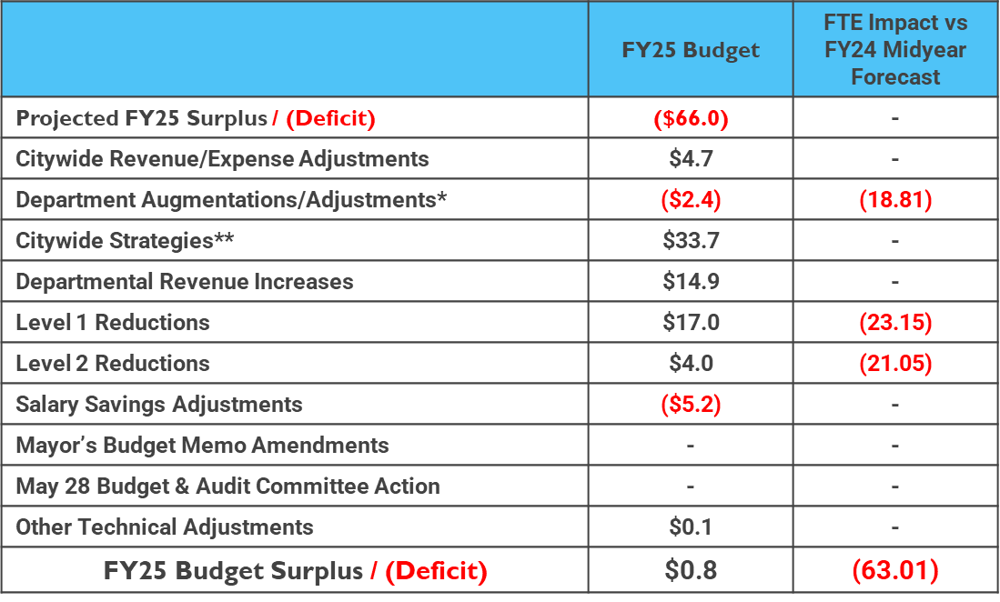 FY25 Budget
FTE Impact vs
FY24 Midyear
Forecast
Projected FY25 Surplus / (Deficit) ($66.0) -
Citywide Revenue/Expense Adjustments $4.7 -
Department Augmentations/Adjustments* ($2.4) (18.81)
Citywide Strategies** $33.7 -
Departmental Revenue Increases $14.9 -
Level 1 Reductions $17.0 (23.15)
Level 2 Reductions $4.0 (21.05)
Salary Savings Adjustments ($5.2) -
Mayor’s Budget Memo Amendments - -
May 28 Budget & Audit Committee Action - -
Other Technical Adjustments $0.1 -
FY25 Budget Surplus / (Deficit) $0.8 (63.01)